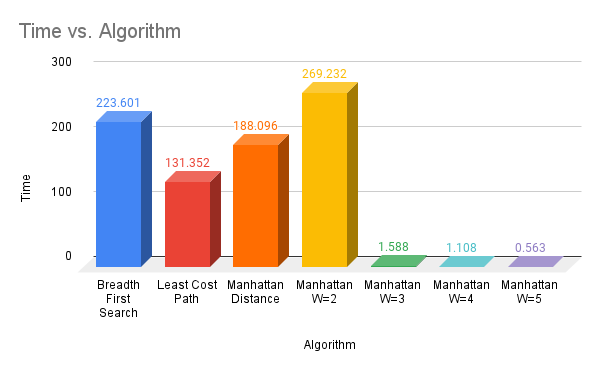 Time vs. Algorithm
300
200
100
0
Time
223.601
131.352
188.096
269.232
1.588
1.108
0.563
Breadth
First
Search
Least Cost
Path
Manhattan
Distance
Manhattan
W=2
Manhattan
W=3
Manhattan
W=4
Manhattan
W=5
Algorithm